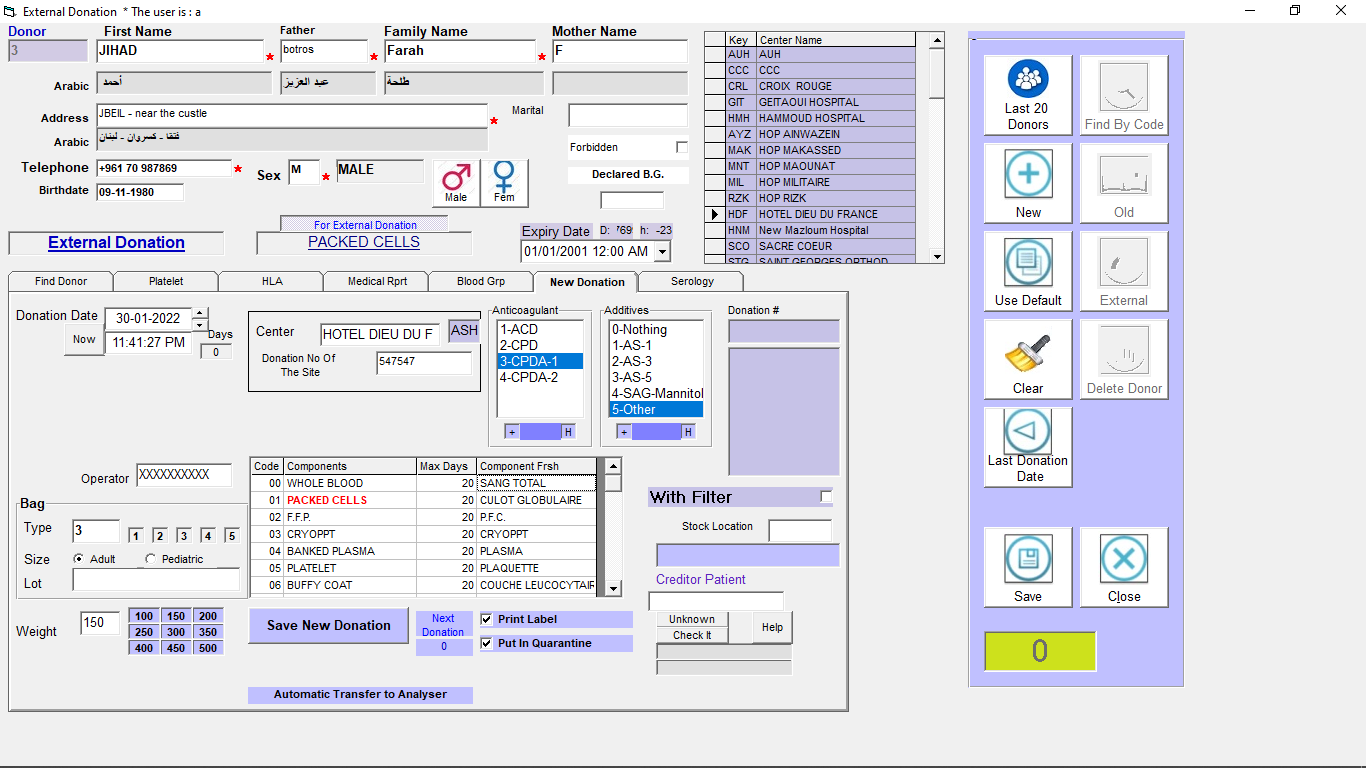 External Donation * The user is : a
Donor First Name Father Family Name Mother Name
3 JIHAD * botros * Farah * F
Arabic أحمد عبد العزيز طلحة
Address JBEIL - near the custle * Marital
Arabic فتقا - كسروان - لبنان
Forbidden
Telephone +961 70 987869 * Sex M * MALE
Male Fem
Declared B.G.
Birthdate 09-11-1980
For External Donation
External Donation PACKED CELLS
Expiry Date D: h: -23
01/01/2001 12:00 AM
Key Center Name
AUH AUH
CCC CCC
CRL CROIX ROUGE
GIT GEITAOUI HOSPITAL
HMH HAMMOUD HOSPITAL
AYZ HOP AINWAZEIN
MAK HOP MAKASSED
MNT HOP MAOUNAT
MIL HOP MILITAIRE
RZK HOP RIZK
HDF HOTEL DIEU DU FRANCE
HNM New Mazloum Hospital
SCO SACRE COEUR
STG SAINT GEORGES ORTHOD
Find Donor Platelet HLA Medical Rprt Blood Grp New Donation Serology
Donation Date 30-01-2022
Now 11:41:27 PM
Days
0
Center HOTEL DIEU DU F ASH
Donation No Of
The Site
547547
Anticoagulant
1-ACD
2-CPD
3-CPDA-1
4-CPDA-2
+ H
Additives
0-Nothing
1-AS-1
2-AS-3
3-AS-5
4-SAG-Mannitol
5-Other
+ H
Donation #
Operator XXXXXXXXXX
Bag
Type 3 1 2 3 4 5
Size Adult Pediatric
Lot
Code Components Max Days Component Frsh
00 WHOLE BLOOD 20 SANG TOTAL
01 PACKED CELLS 20 CULOT GLOBULAIRE
02 F.F.P. 20 P.F.C.
03 CRYOPPT 20 CRYOPPT
04 BANKED PLASMA 20 PLASMA
05 PLATELET 20 PLAQUETTE
06 BUFFY COAT 20 COUCHE LEUCOCYTAIR
With Filter
Stock Location
Creditor Patient
Unknown
Check It
Help
Weight 150
100 150 200
250 300 350
400 450 500
Save New Donation
Next
Donation
0
Print Label
Put In Quarantine
Automatic Transfer to Analyser
Last 20
Donors
Find By Code
New
Old
Use Default
External
Clear
Delete Donor
Last Donation
Date
Save
Close
0